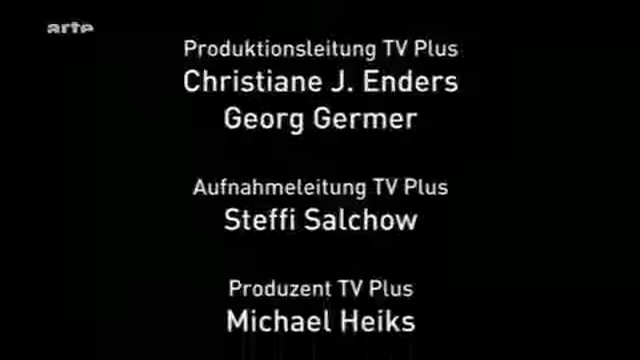 arte
Produktionsleitung TV Plus
Christiane J. Enders
Georg Germer
Aufnahmeleitung TV Plus
Steffi Salchow
Produzent TV Plus
Michael Heiks